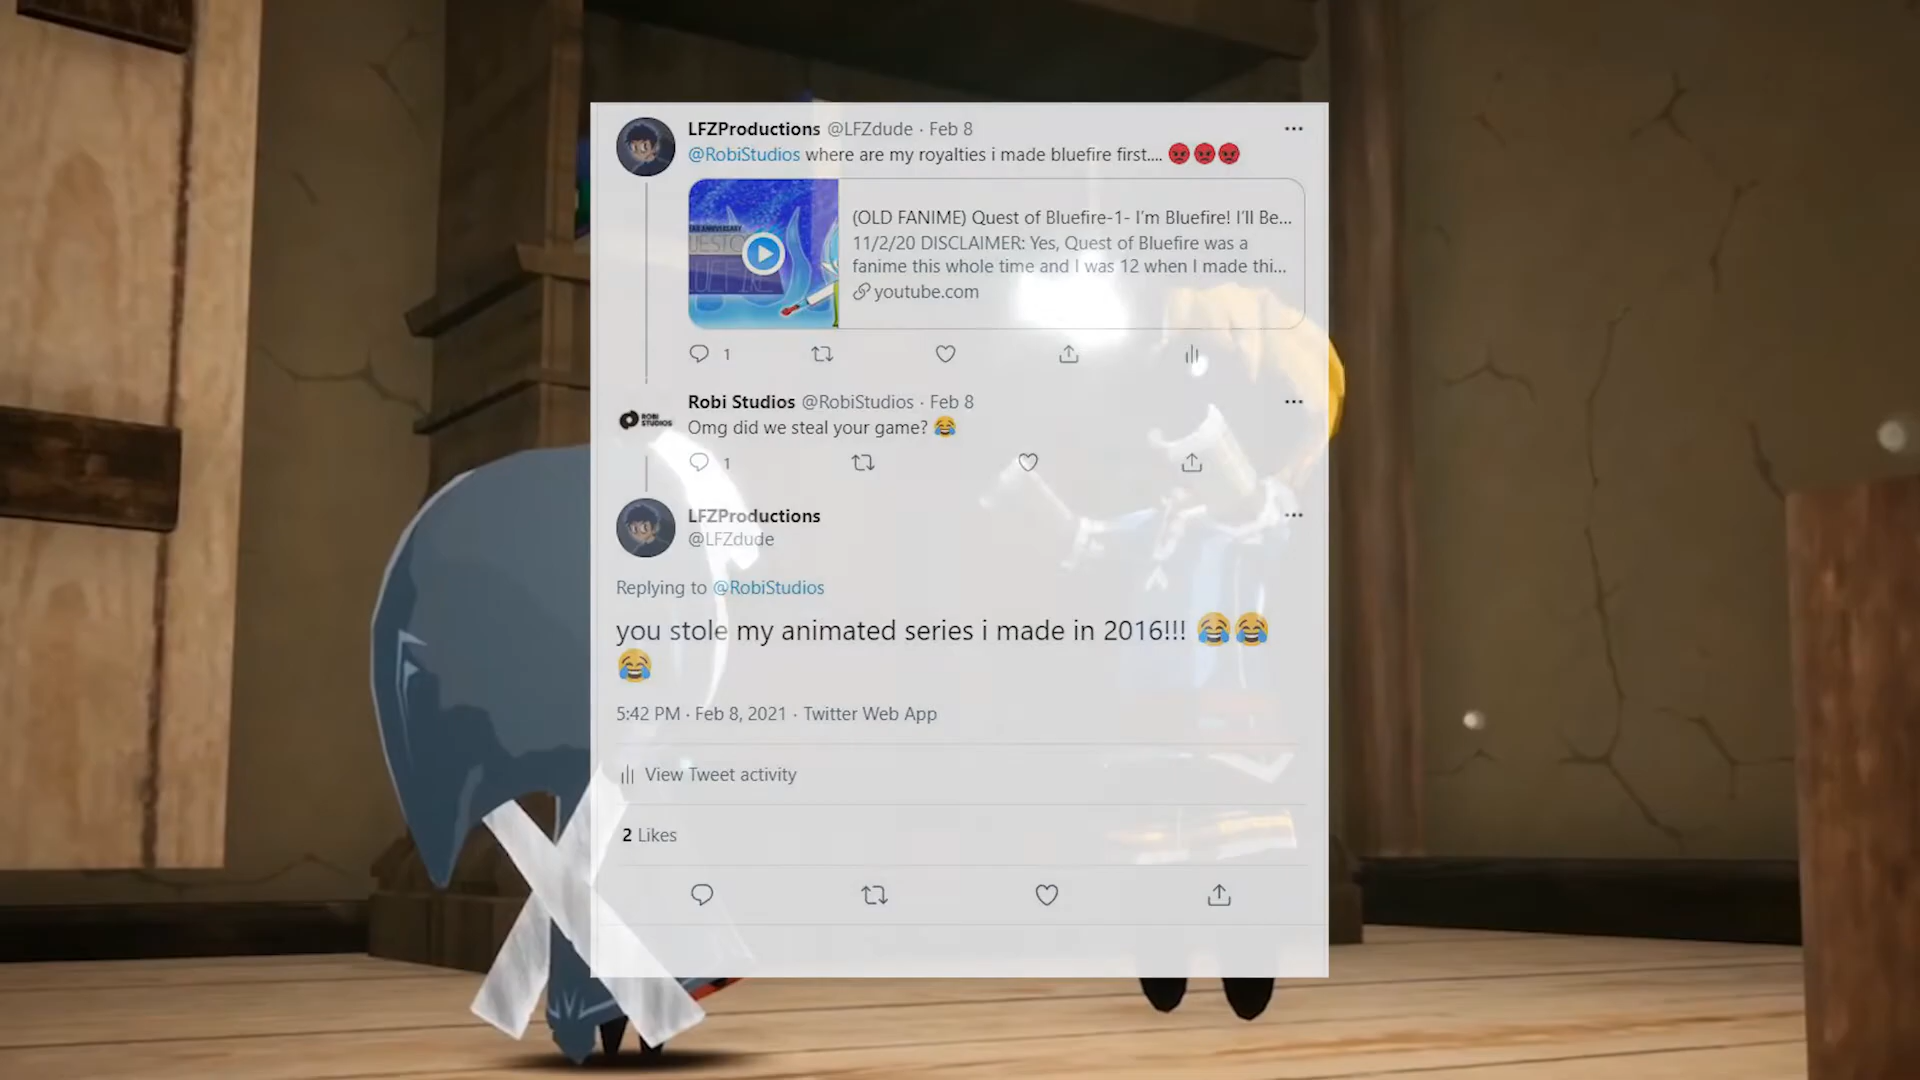 LFZProductions @LFZdude · Feb 8
@RobiStudios where are my royalties i made bluefire first.... 😡😡😡
(OLD FANIME) Quest of Bluefire-1- I'm Bluefire! I'll Be...
11/2/20 DISCLAIMER: Yes, Quest of Bluefire was a
fanime this whole time and I was 12 when I made thi...
youtube.com
1
Robi Studios @RobiStudios · Feb 8
ROBI
STUDIOS
Omg did we steal your game? 😂
1
LFZProductions
@LFZdude
Replying to @RobiStudios
you stole my animated series i made in 2016!!! 😂😂
😂
5:42 PM · Feb 8, 2021 · Twitter Web App
View Tweet activity
2 Likes